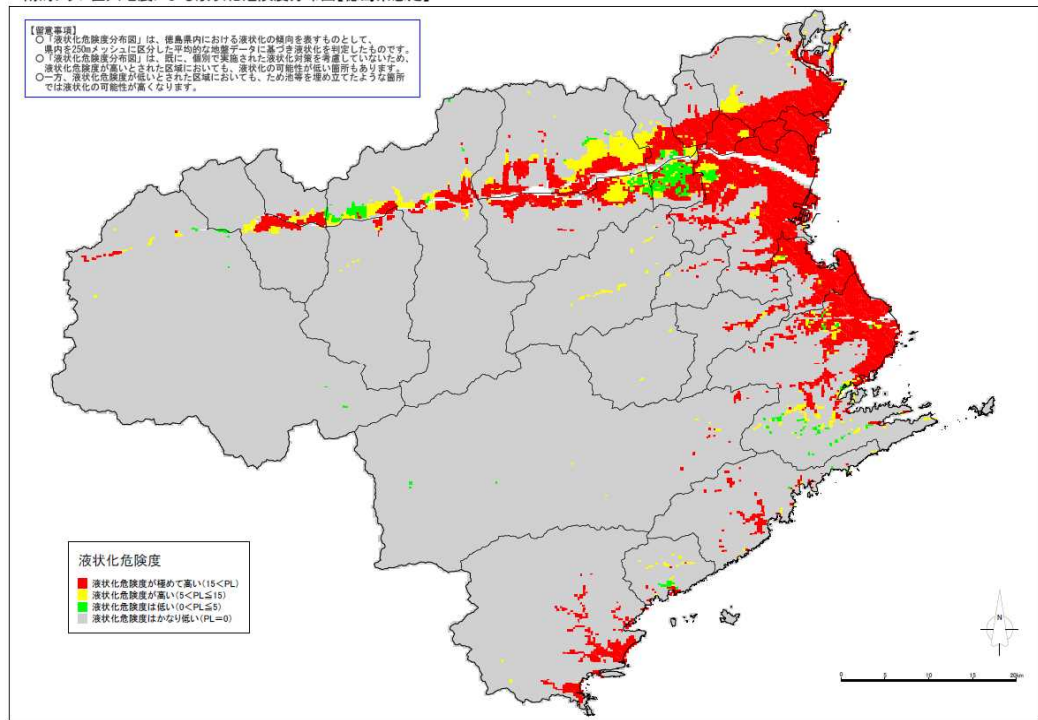 【留意事項】
○「液状化危険度分布図」は、徳島県内における液状化の傾向を表すものとして、
県内を250mメッシュに区分した平均的な地盤データに基づき液状化を判定したものです。
○「液状化危険度分布図」は、既に、個別で実施された液状化対策を考慮していないため、
液状化危険度が高いとされた区域においても、液状化の可能性が低い箇所もあります。
○一方、液状化危険度が低いとされた区域においても、ため池等を埋め立てたような箇所
では液状化の可能性が高くなります。
液状化危険度
液状化危険度が極めて高い(15<PL)
液状化危険度が高い(5<PL≦15)
液状化危険度は低い(0<PL≦5)
液状化危険度はかなり低い(PL=0)
N
0 5 10 15 20km